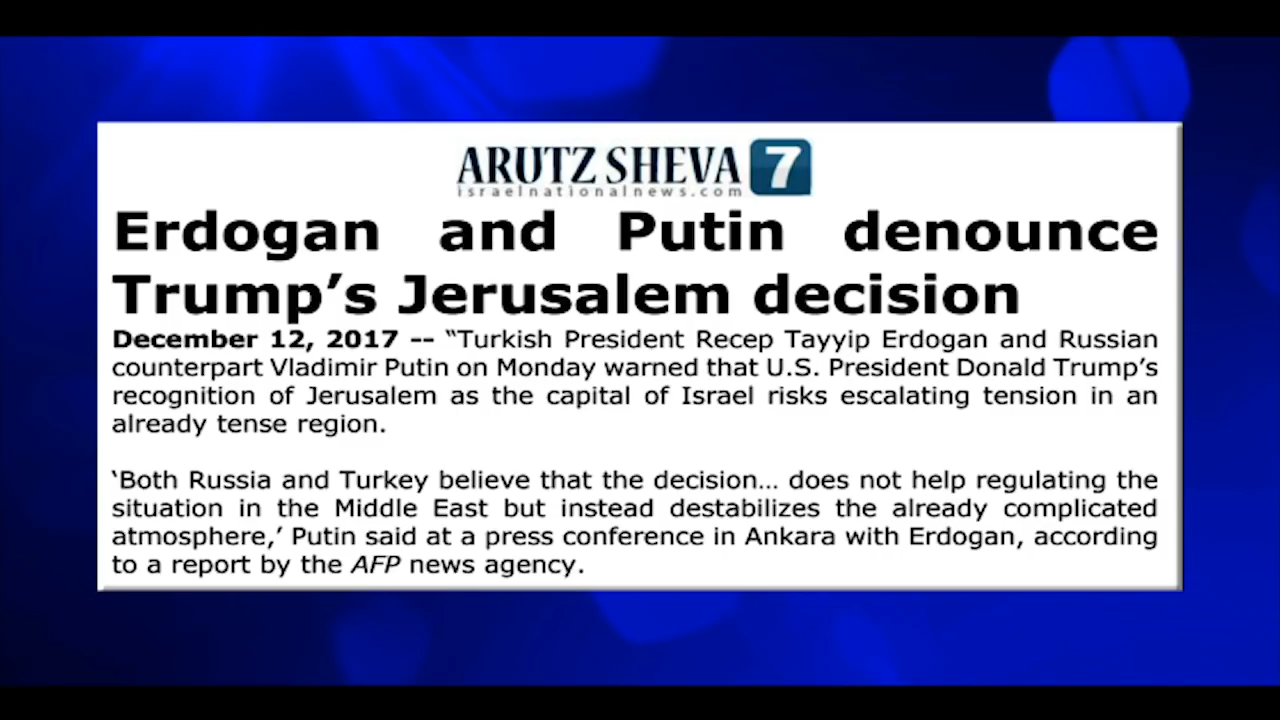 ARUTZ SHEVA 7
israelnationalnews.com
Erdogan and Putin denounce
Trump’s Jerusalem decision
December 12, 2017 -- “Turkish President Recep Tayyip Erdogan and Russian
counterpart Vladimir Putin on Monday warned that U.S. President Donald Trump’s
recognition of Jerusalem as the capital of Israel risks escalating tension in an
already tense region.
‘Both Russia and Turkey believe that the decision… does not help regulating the
situation in the Middle East but instead destabilizes the already complicated
atmosphere,’ Putin said at a press conference in Ankara with Erdogan, according
to a report by the AFP news agency.